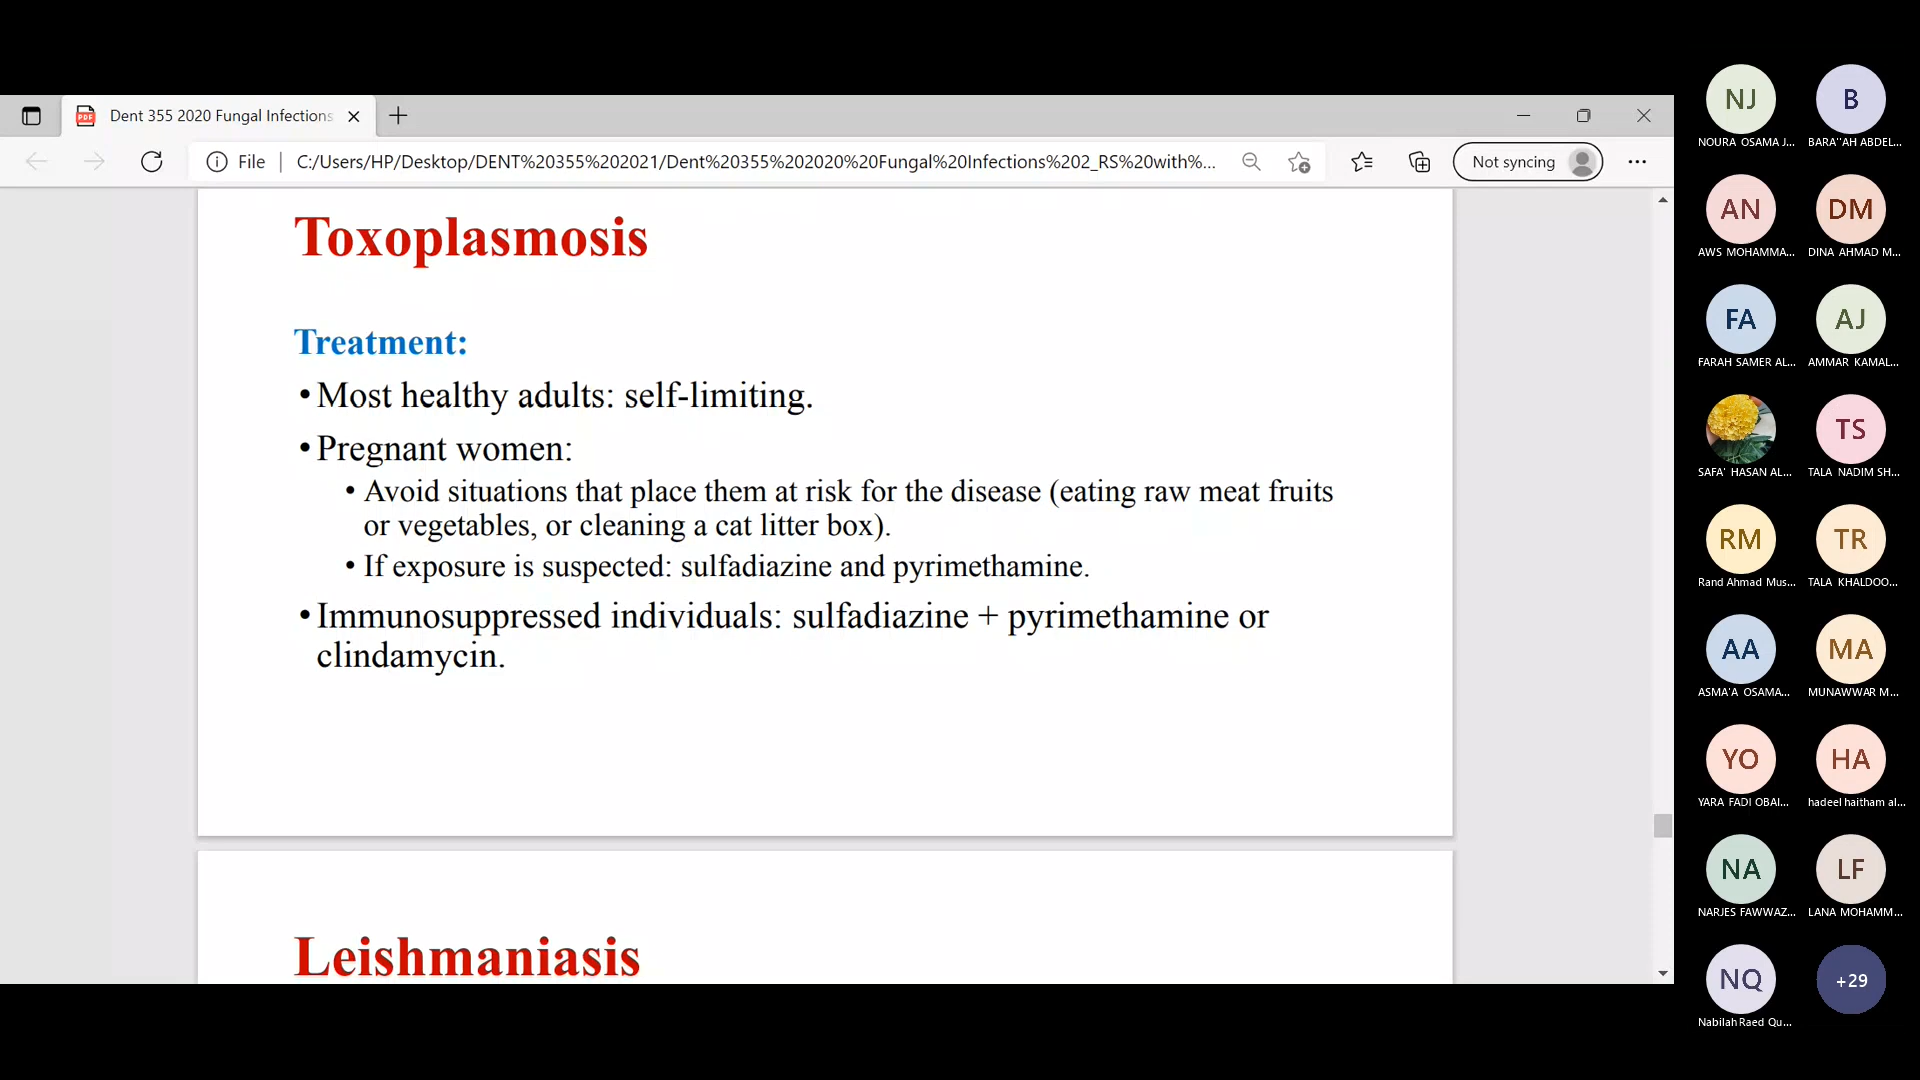 Dent 355 2020 Fungal Infections
File
C:/Users/HP/Desktop/DENT%20355%202021/Dent%20355%202020%20Fungal%20Infections%202_RS%20with%...
Not syncing
Toxoplasmosis
Treatment:
• Most healthy adults: self-limiting.
• Pregnant women:
• Avoid situations that place them at risk for the disease (eating raw meat fruits
or vegetables, or cleaning a cat litter box).
• If exposure is suspected: sulfadiazine and pyrimethamine.
• Immunosuppressed individuals: sulfadiazine + pyrimethamine or
clindamycin.
Leishmaniasis
NJ B
NOURA OSAMA J... BARA''AH ABDEL...
AN DM
AWS MOHAMMA... DINA AHMAD M...
FA AJ
FARAH SAMER AL... AMMAR KAMAL...
TS
SAFA' HASAN AL... TALA NADIM SH...
RM TR
Rand Ahmad Mus... TALA KHALDOO...
AA MA
ASMA'A OSAMA... MUNAWWAR M...
YO HA
YARA FADI OBAI... hadeel haitham al...
NA LF
NARJES FAWWAZ... LANA MOHAMM...
NQ +29
Nabilah Raed Qu...